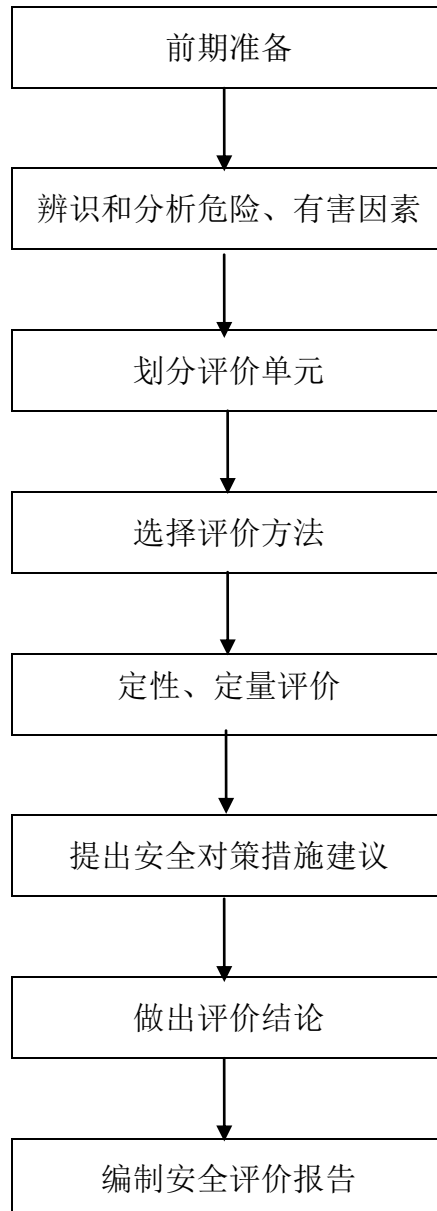 前期准备
辨识和分析危险、有害因素
划分评价单元
选择评价方法
定性、定量评价
提出安全对策措施建议
做出评价结论
编制安全评价报告